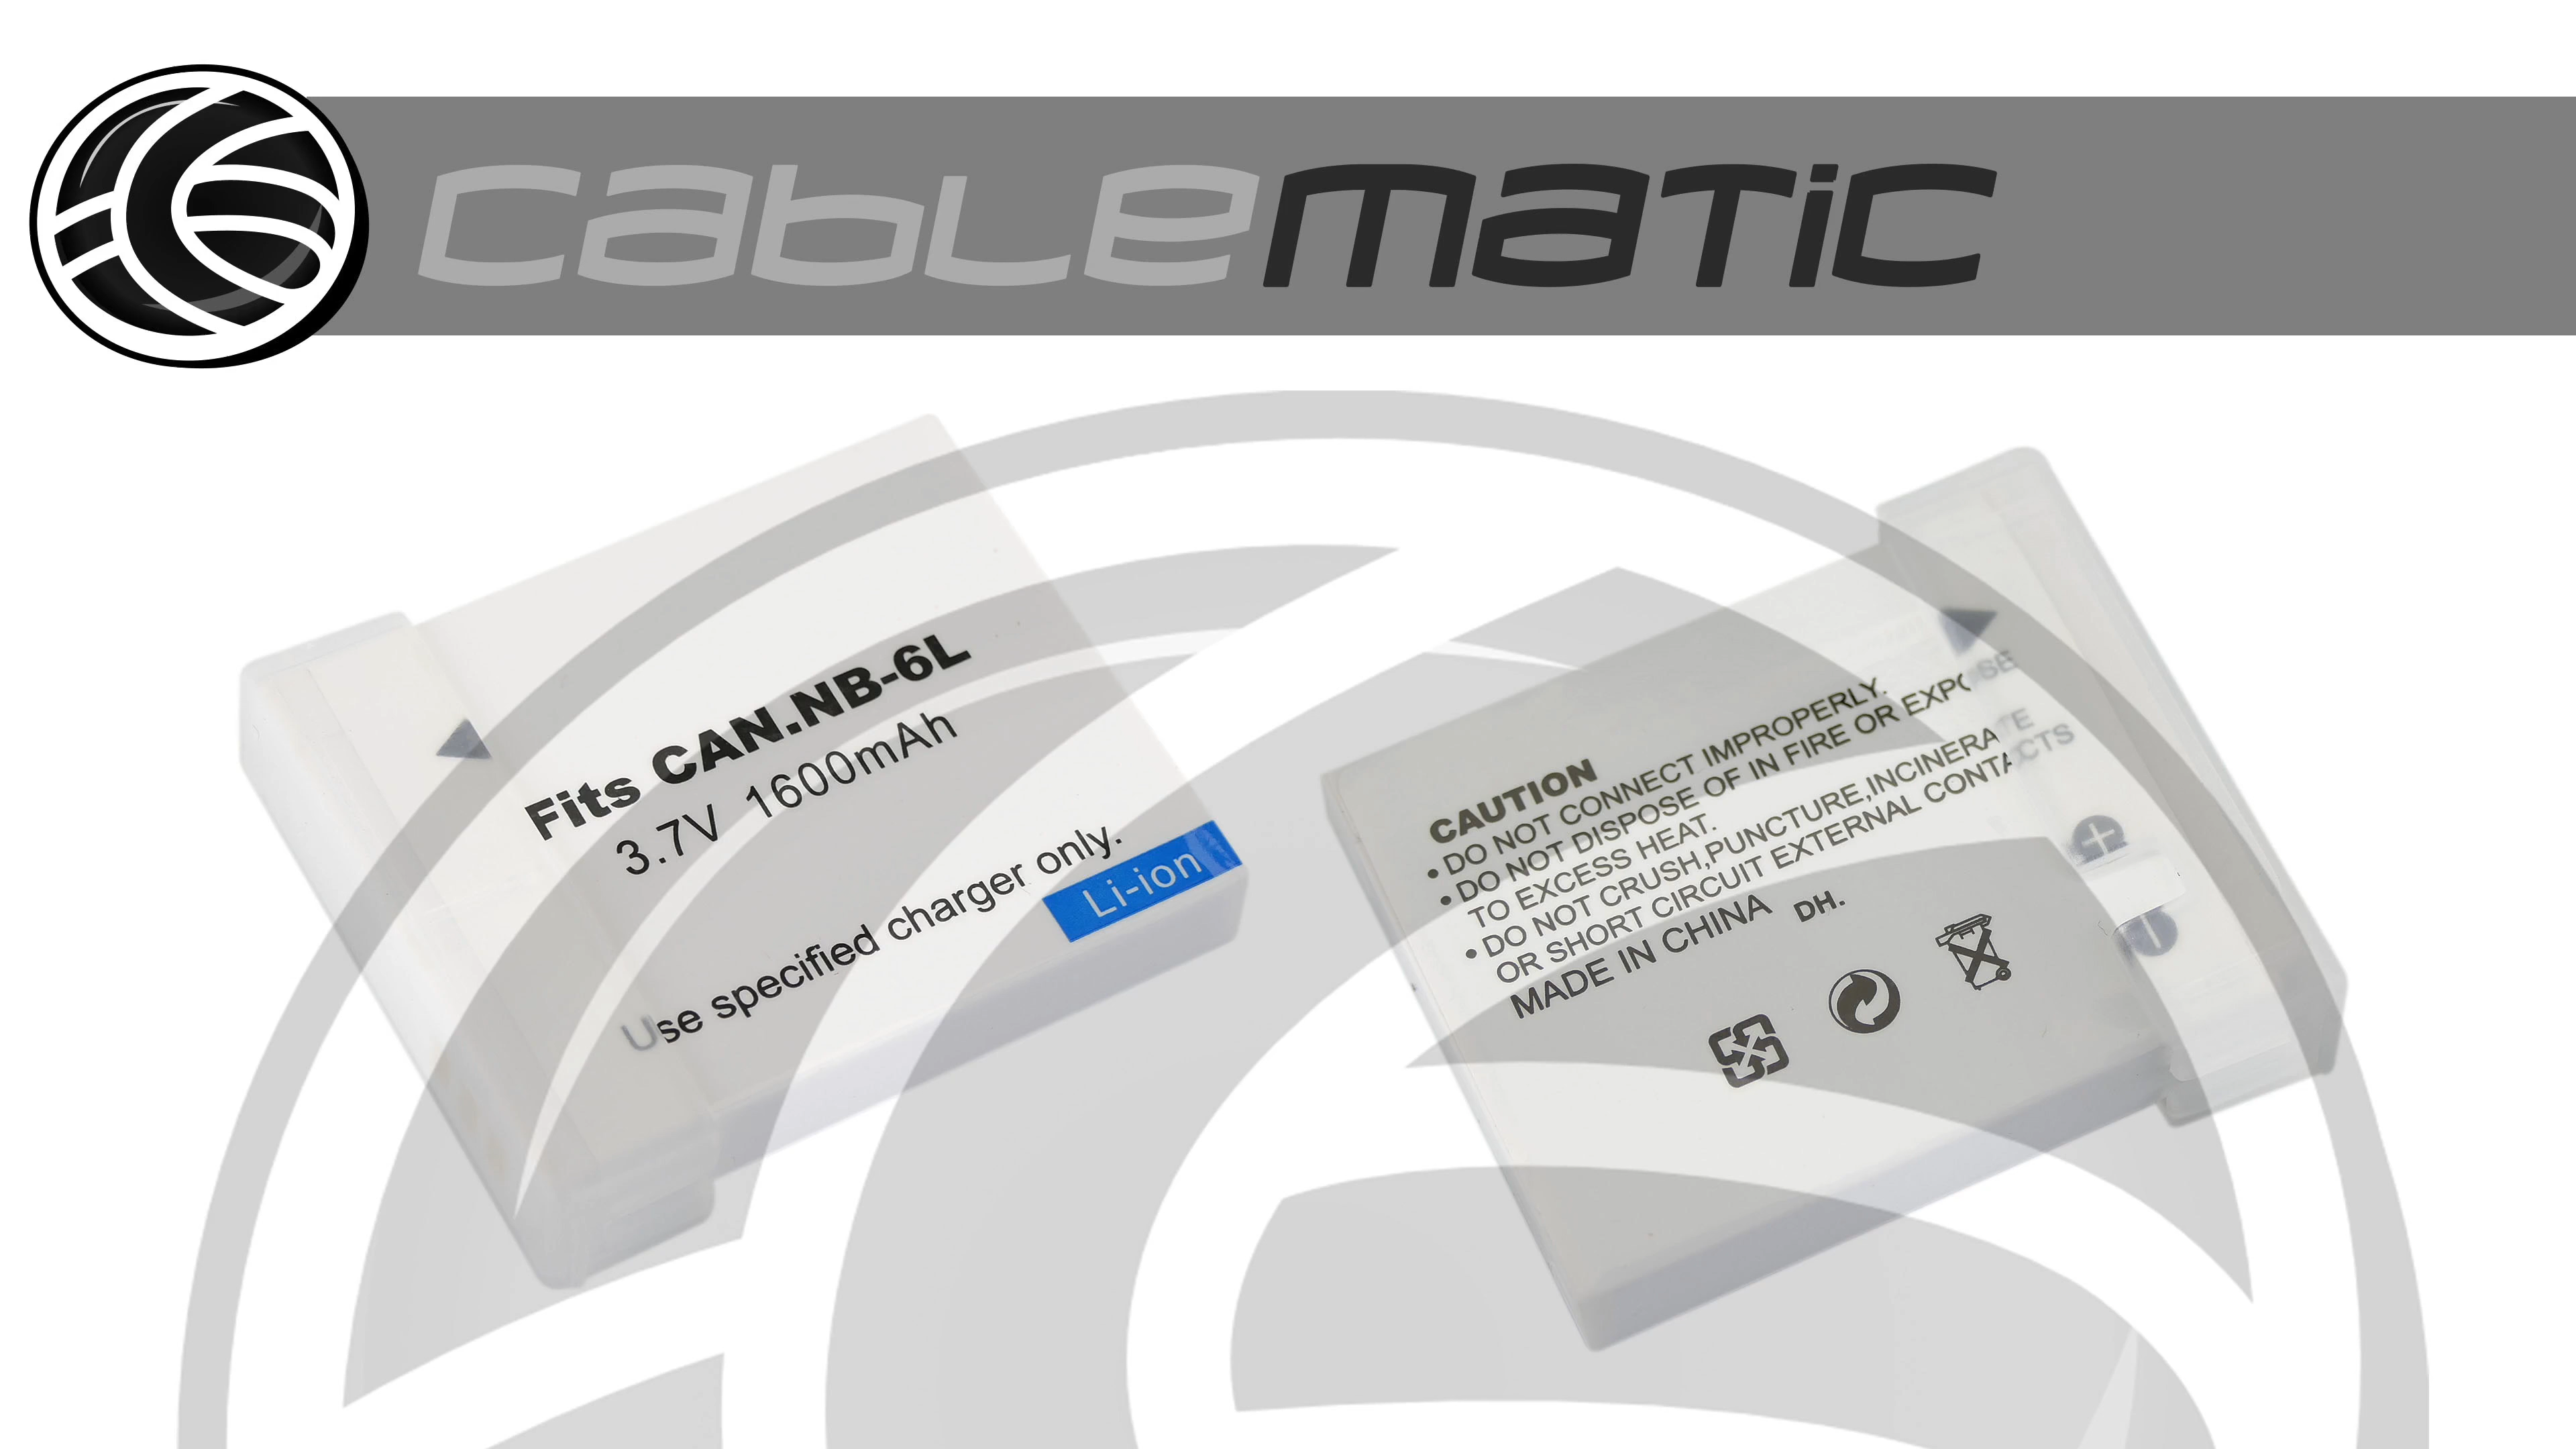 cablematic
Fits CAN.NB-6L
3.7V 1600mAh
Use specified charger only.
Li-ion
CAUTION
• DO NOT CONNECT IMPROPERLY.
• DO NOT DISPOSE OF IN FIRE OR EXPOSE
TO EXCESS HEAT.
• DO NOT CRUSH,PUNCTURE,INCINERATE
OR SHORT CIRCUIT EXTERNAL CONTACTS
MADE IN CHINA DH.
+
-